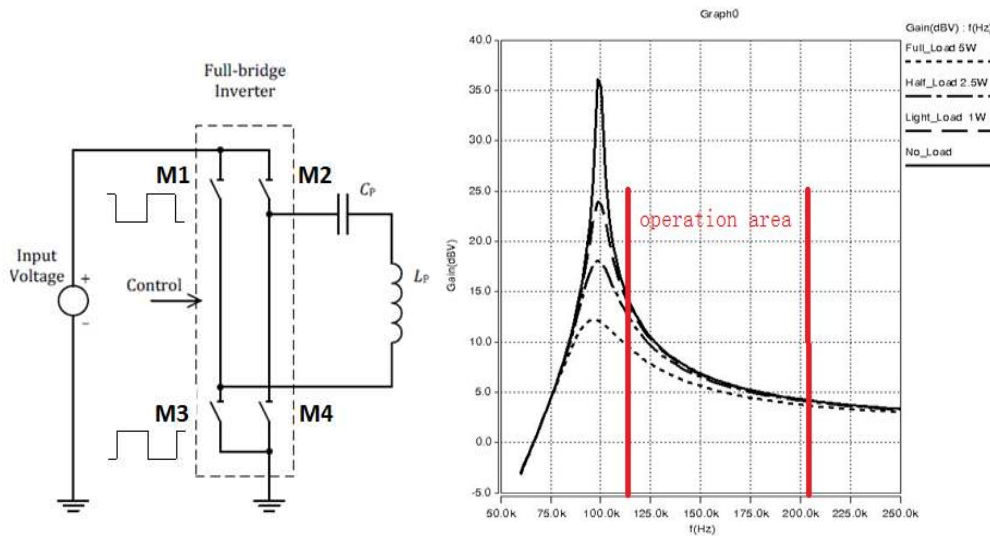 Full-bridge
Inverter
M1
M2
C_P
Input
Voltage
+
−
Control
L_P
M3
M4
Graph0
Gain(dBV) : f(Hz)
Full_Load 5W
Half_Load 2.5W
Light_Load 1W
No_Load
operation area
Gain(dBV)
40.0
35.0
30.0
25.0
20.0
15.0
10.0
5.0
0.0
-5.0
50.0k 75.0k 100.0k 125.0k 150.0k 175.0k 200.0k 225.0k 250.0k
f(Hz)